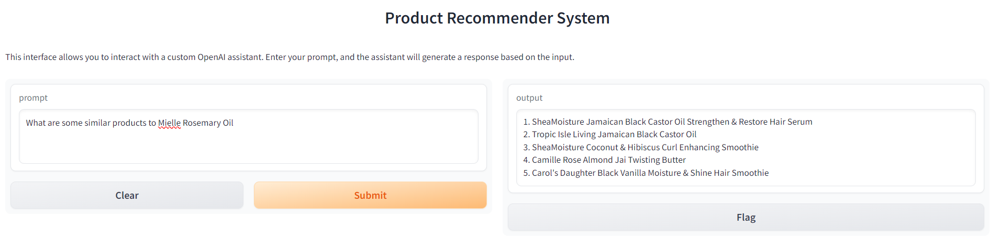 Product Recommender System
This interface allows you to interact with a custom OpenAI assistant. Enter your prompt, and the assistant will generate a response based on the input.
prompt
What are some similar products to Mielle Rosemary Oil
Clear
Submit
output
1. SheaMoisture Jamaican Black Castor Oil Strengthen & Restore Hair Serum
2. Tropic Isle Living Jamaican Black Castor Oil
3. SheaMoisture Coconut & Hibiscus Curl Enhancing Smoothie
4. Camille Rose Almond Jai Twisting Butter
5. Carol's Daughter Black Vanilla Moisture & Shine Hair Smoothie
Flag